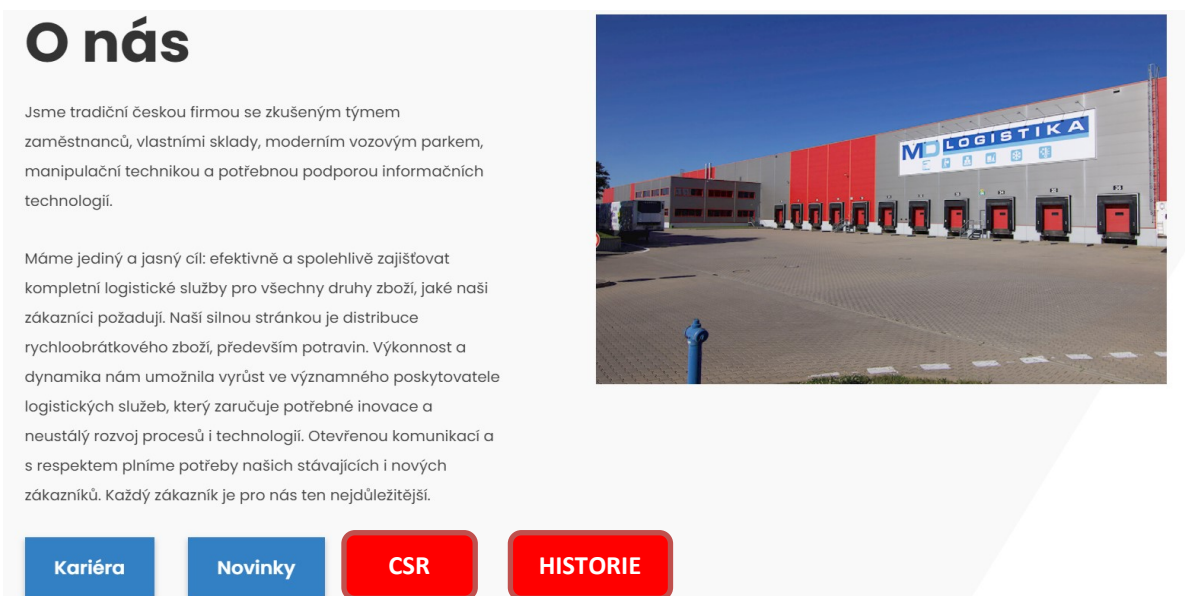 O nás
Jsme tradiční českou firmou se zkušeným týmem
zaměstnanců, vlastními sklady, moderním vozovým parkem,
manipulační technikou a potřebnou podporou informačních
technologií.
Máme jediný a jasný cíl: efektivně a spolehlivě zajišťovat
kompletní logistické služby pro všechny druhy zboží, jaké naši
zákazníci požadují. Naší silnou stránkou je distribuce
rychloobrátkového zboží, především potravin. Výkonnost a
dynamika nám umožnila vyrůst ve významného poskytovatele
logistických služeb, který zaručuje potřebné inovace a
neustálý rozvoj procesů i technologií. Otevřenou komunikací a
s respektem plníme potřeby našich stávajících i nových
zákazníků. Každý zákazník je pro nás ten nejdůležitější.
MD LOGISTIKA
Kariéra
Novinky
CSR
HISTORIE